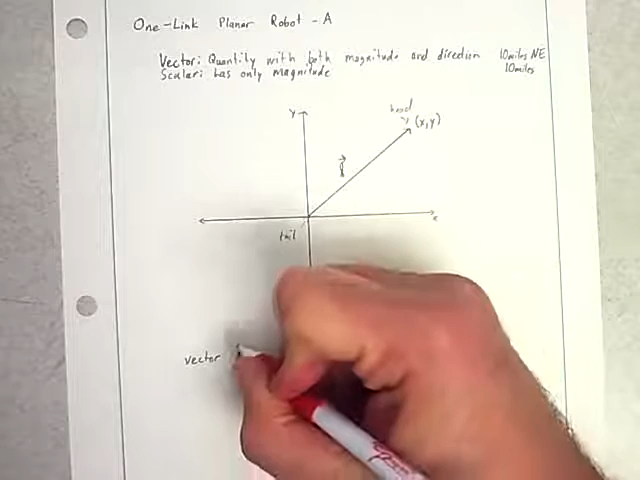 One-Link Planar Robot - A
Vector: Quantity with both magnitude and direction 10miles NE
Scalar: has only magnitude 10miles
Y
head
(x,y)
x
tail
vector